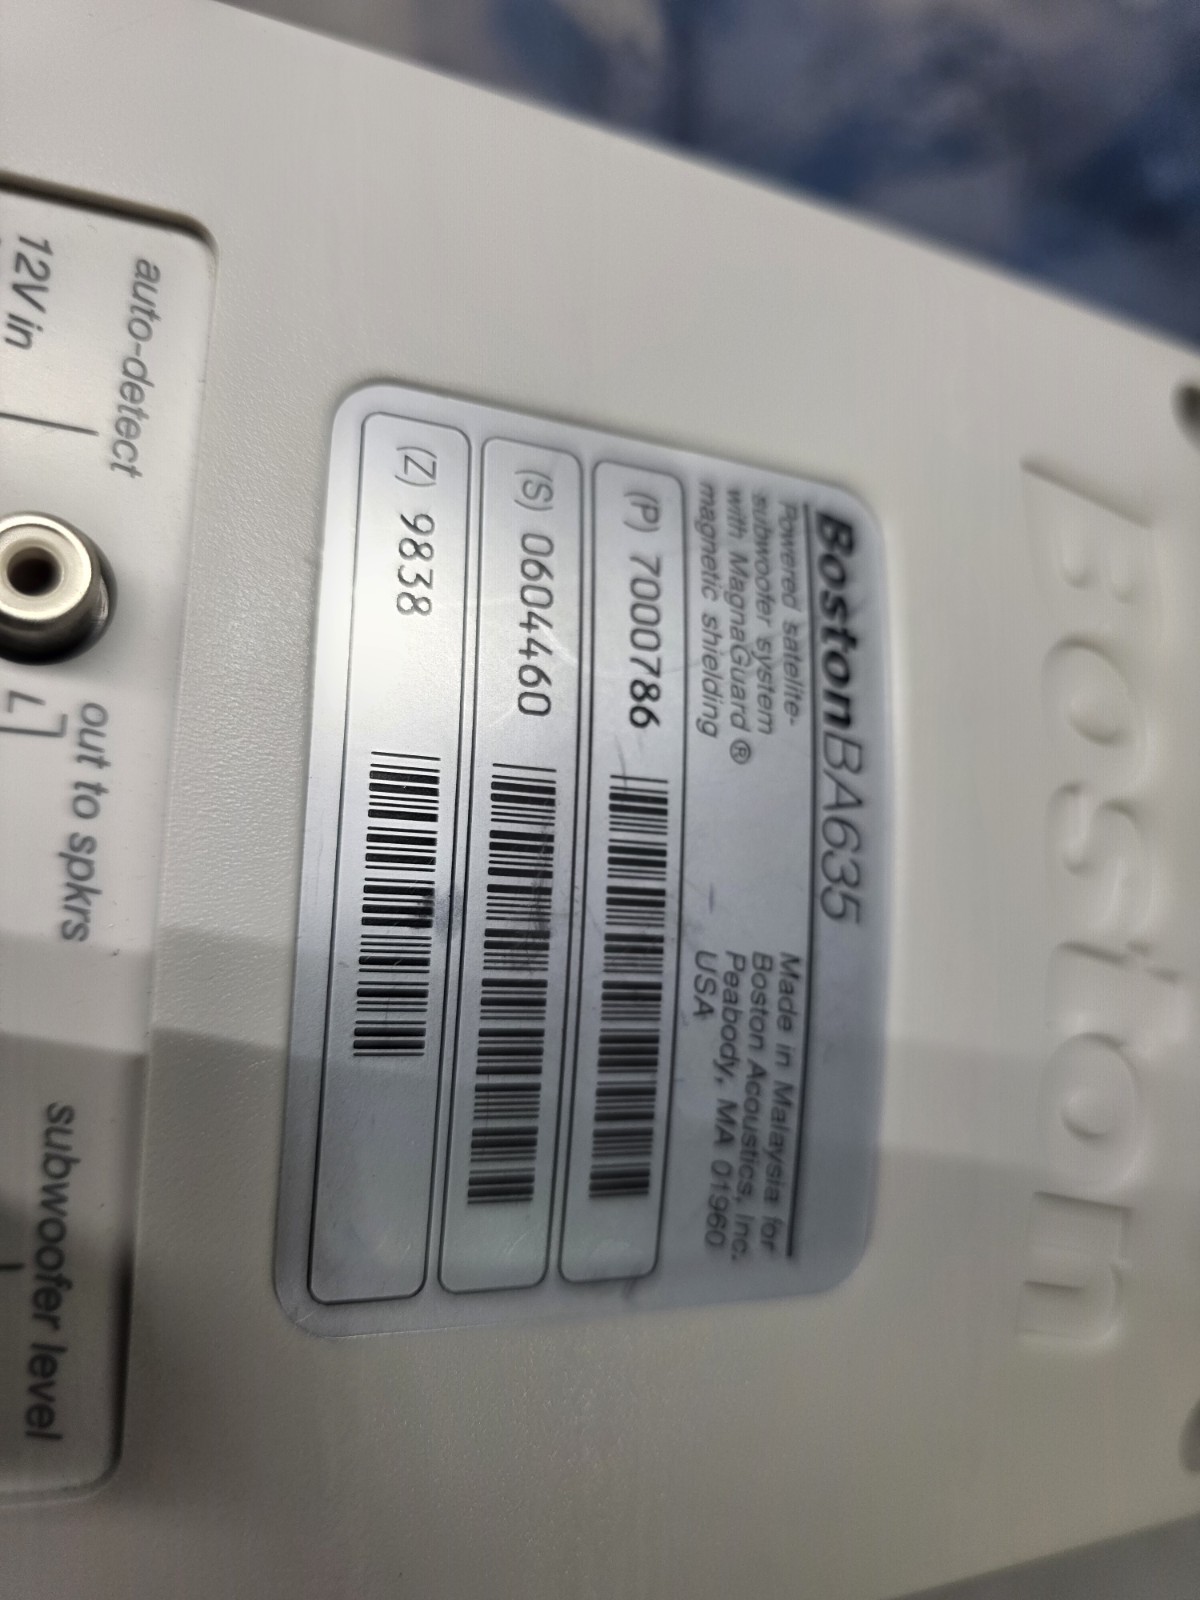 Boston
BostonBA635
Powered satelite-
subwoofer system
with MagnaGuard ®
magnetic shielding
Made in Malaysia for
Boston Acoustics, Inc.
Peabody, MA 01960
USA
(P) 7000786
(S) 0604460
(Z) 9838
auto-detect
12V in
out to spkrs
L
subwoofer level